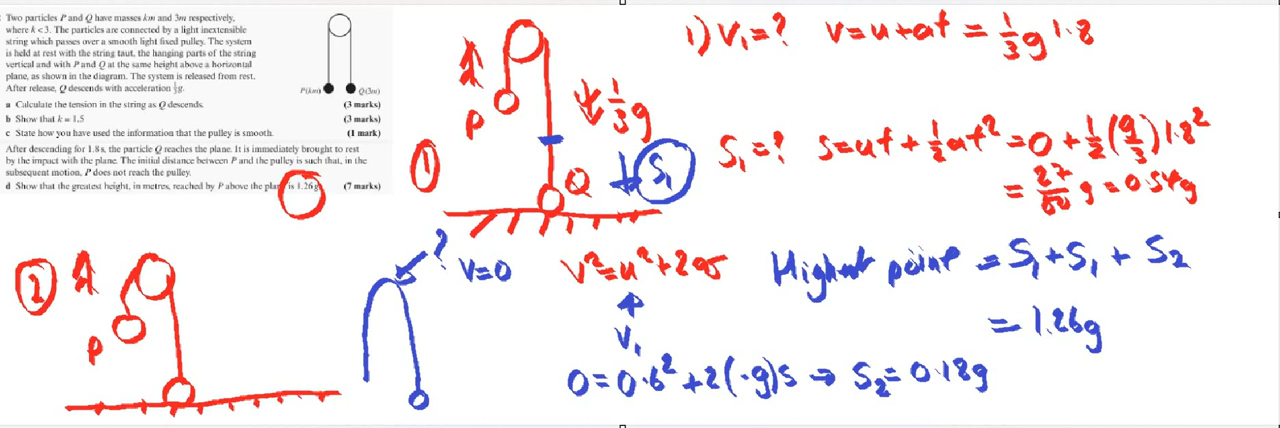 Two particles P and Q have masses km and 3m respectively,
where k < 3. The particles are connected by a light inextensible
string which passes over a smooth light fixed pulley. The system
is held at rest with the string taut, the hanging parts of the string
vertical and with P and Q at the same height above a horizontal
plane, as shown in the diagram. The system is released from rest.
After release, Q descends with acceleration ⅓g.
P(km) Q(3m)
a Calculate the tension in the string as Q descends. (3 marks)
b Show that k = 1.5 (3 marks)
c State how you have used the information that the pulley is smooth. (1 mark)
After descending for 1.8s, the particle Q reaches the plane. It is immediately brought to rest
by the impact with the plane. The initial distance between P and the pulley is such that, in the
subsequent motion, P does not reach the pulley.
d Show that the greatest height, in metres, reached by P above the plane is 1.26g (7 marks)
①
P
⅓g
Q
S₁
1) V₁=? V=u+at = ⅓g 1.8
S₁=? S=ut+½at²=0+½(g/3)1.8²
= 27/50 g = 0.54g
②
P
? V=0 V²=u²+2as
V₁
Highest point = S₁+S₁+S₂
= 1.26g
0=0.6²+2(-g)s ⇒ S₂=0.18g